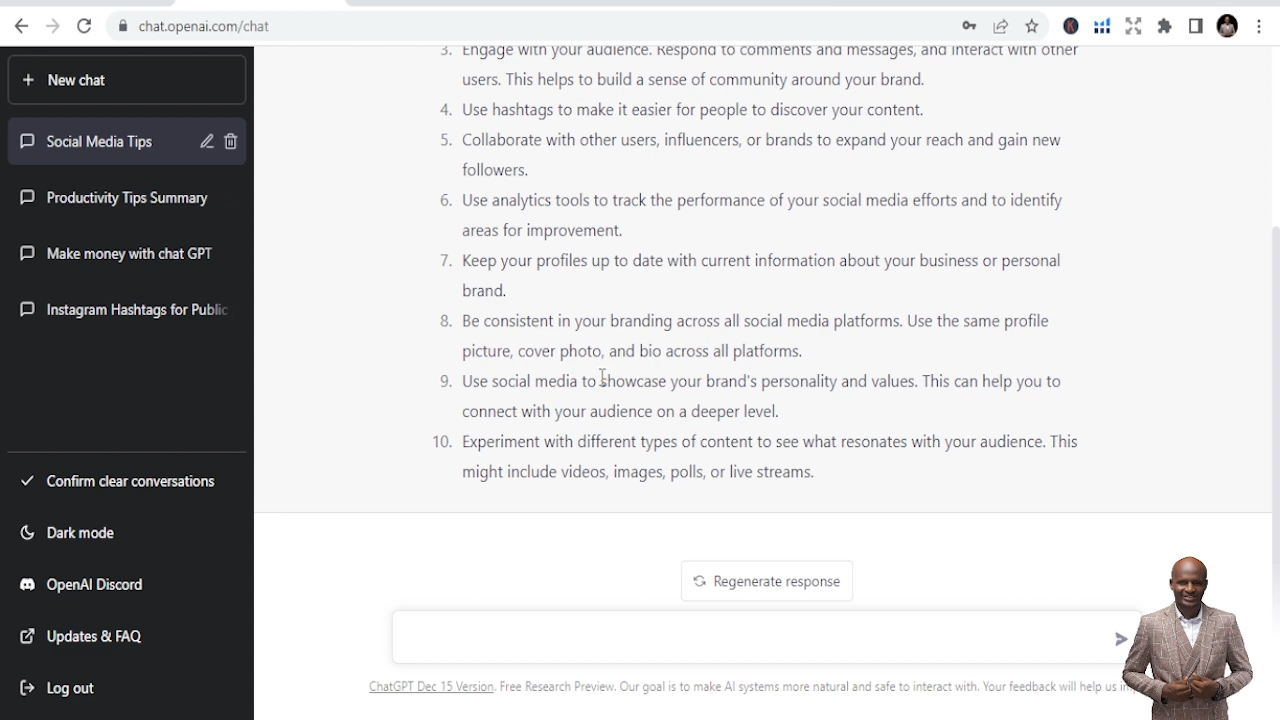 chat.openai.com/chat
New chat
Social Media Tips
Productivity Tips Summary
Make money with chat GPT
Instagram Hashtags for Public
Confirm clear conversations
Dark mode
OpenAI Discord
Updates & FAQ
Log out
3. Engage with your audience. Respond to comments and messages, and interact with other
users. This helps to build a sense of community around your brand.
4. Use hashtags to make it easier for people to discover your content.
5. Collaborate with other users, influencers, or brands to expand your reach and gain new
followers.
6. Use analytics tools to track the performance of your social media efforts and to identify
areas for improvement.
7. Keep your profiles up to date with current information about your business or personal
brand.
8. Be consistent in your branding across all social media platforms. Use the same profile
picture, cover photo, and bio across all platforms.
9. Use social media to showcase your brand's personality and values. This can help you to
connect with your audience on a deeper level.
10. Experiment with different types of content to see what resonates with your audience. This
might include videos, images, polls, or live streams.
Regenerate response
ChatGPT Dec 15 Version. Free Research Preview. Our goal is to make AI systems more natural and safe to interact with. Your feedback will help us